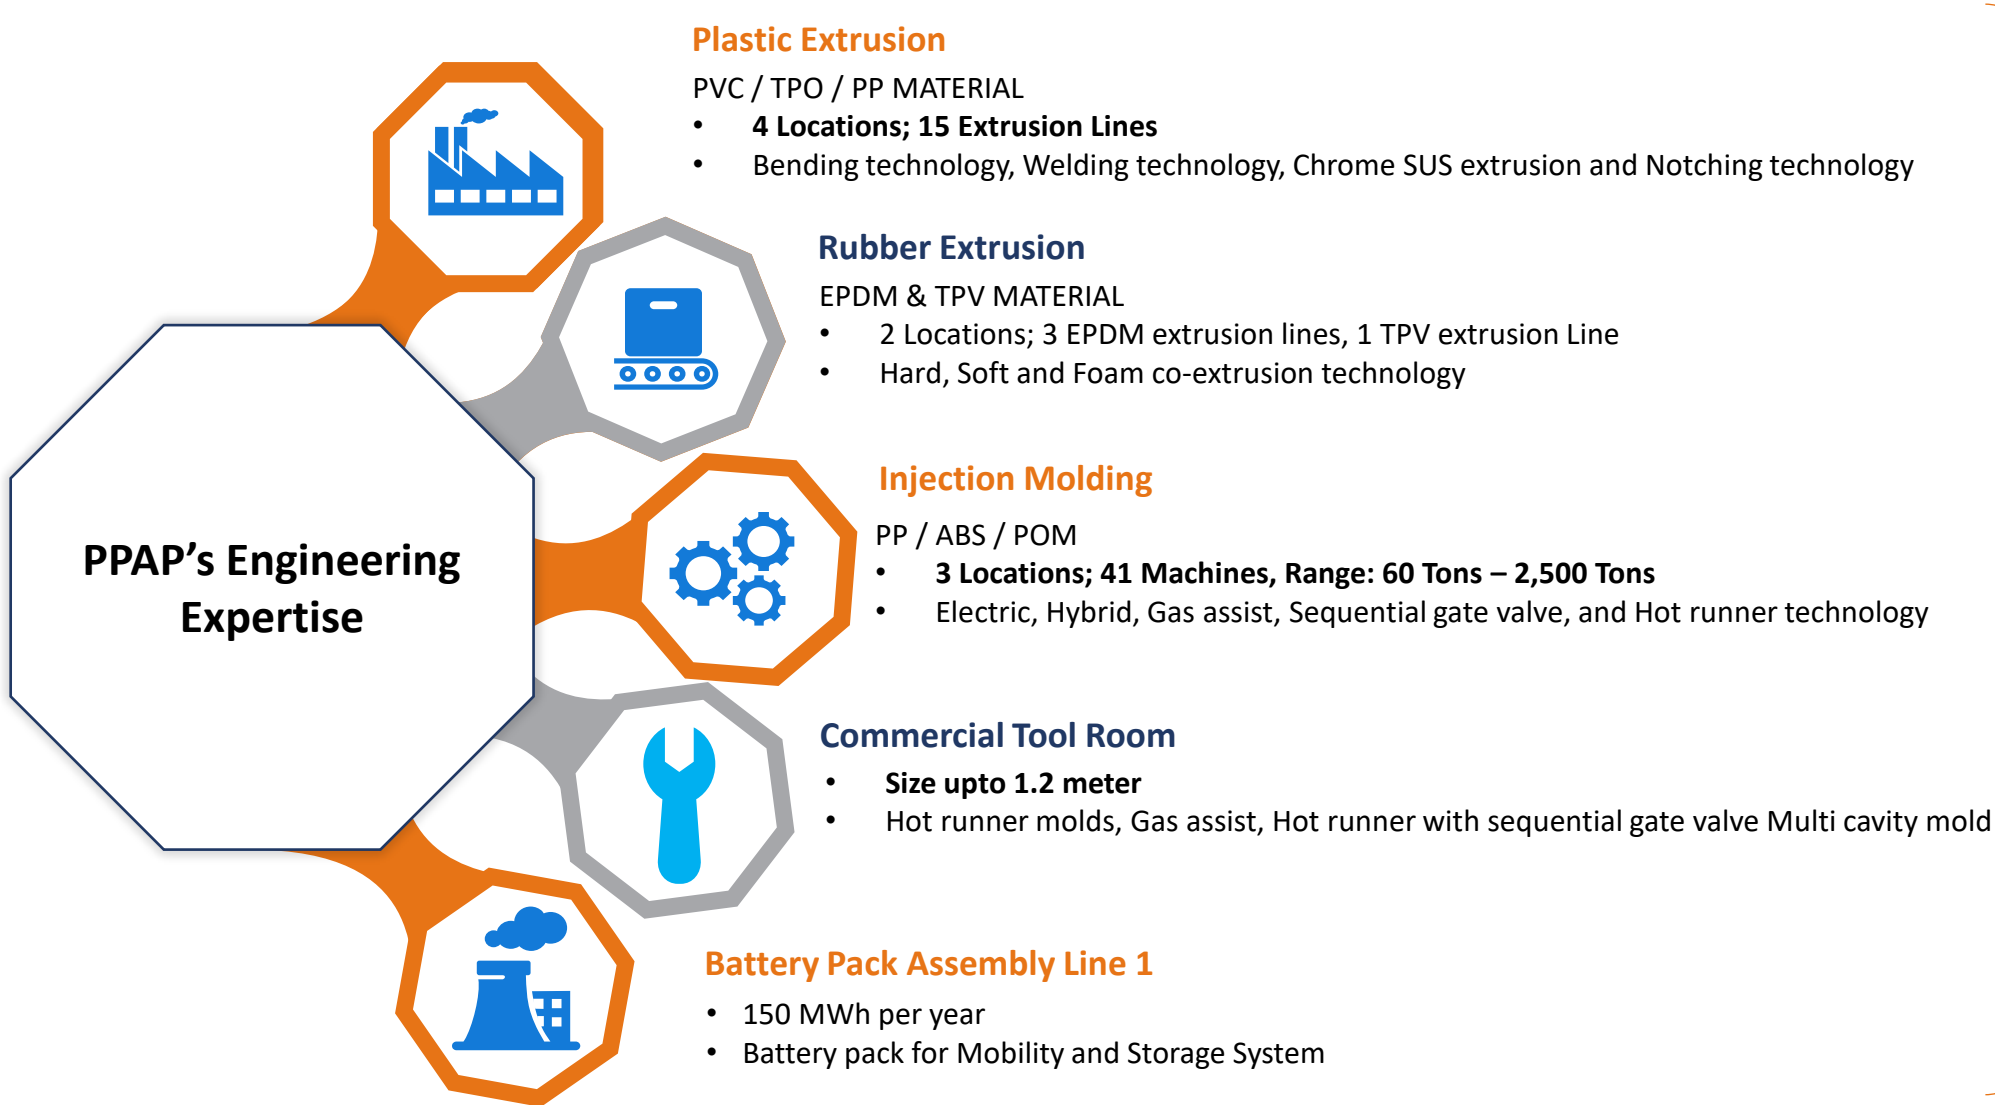 Plastic Extrusion
PVC / TPO / PP MATERIAL
• 4 Locations; 15 Extrusion Lines
• Bending technology, Welding technology, Chrome SUS extrusion and Notching technology
Rubber Extrusion
EPDM & TPV MATERIAL
• 2 Locations; 3 EPDM extrusion lines, 1 TPV extrusion Line
• Hard, Soft and Foam co-extrusion technology
Injection Molding
PP / ABS / POM
• 3 Locations; 41 Machines, Range: 60 Tons – 2,500 Tons
• Electric, Hybrid, Gas assist, Sequential gate valve, and Hot runner technology
PPAP’s Engineering
Expertise
Commercial Tool Room
• Size upto 1.2 meter
• Hot runner molds, Gas assist, Hot runner with sequential gate valve Multi cavity mold
Battery Pack Assembly Line 1
• 150 MWh per year
• Battery pack for Mobility and Storage System